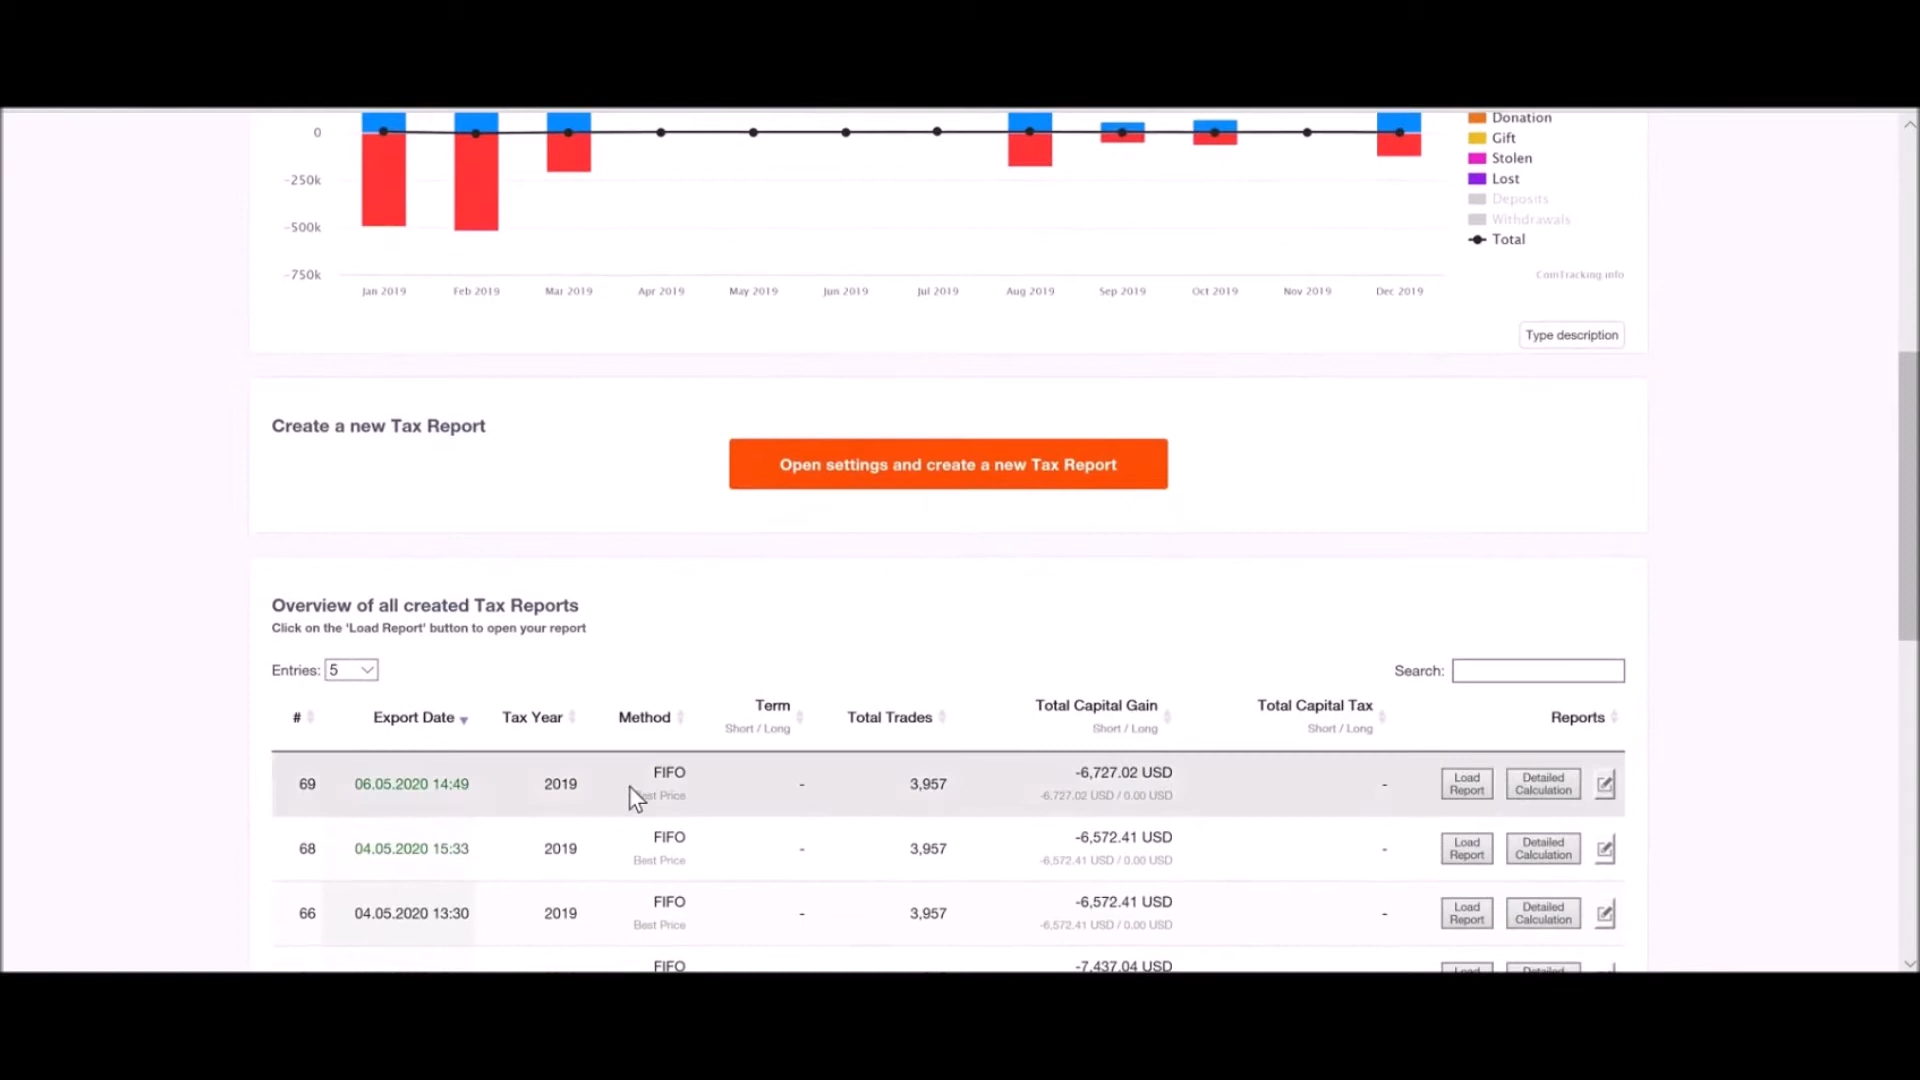 Donation
0
Gift
Stolen
-250k
Lost
Deposits
Withdrawals
-500k
Total
-750k
CoinTracking.info
Jan 2019 Feb 2019 Mar 2019 Apr 2019 May 2019 Jun 2019 Jul 2019 Aug 2019 Sep 2019 Oct 2019 Nov 2019 Dec 2019
Type description
Create a new Tax Report
Open settings and create a new Tax Report
Overview of all created Tax Reports
Click on the 'Load Report' button to open your report
Entries: 5 Search:
# Export Date Tax Year Method Term Total Trades Total Capital Gain Total Capital Tax Reports
Short / Long Short / Long Short / Long
69 06.05.2020 14:49 2019 FIFO - 3,957 -6,727.02 USD - Load Report Detailed Calculation
Price -6,727.02 USD / 0.00 USD
68 04.05.2020 15:33 2019 FIFO - 3,957 -6,572.41 USD - Load Report Detailed Calculation
Best Price -6,572.41 USD / 0.00 USD
66 04.05.2020 13:30 2019 FIFO - 3,957 -6,572.41 USD - Load Report Detailed Calculation
Best Price -6,572.41 USD / 0.00 USD
FIFO -7,437.04 USD